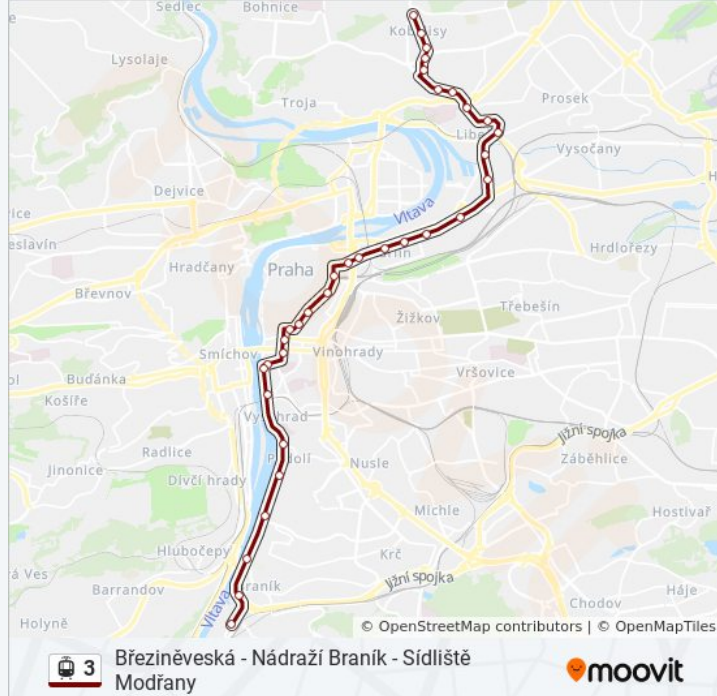 Sedlec
Bohnice
Kobylisy
Lysolaje
Troja
Prosek
Libeň
Vysočany
Dejvice
Vltava
eslavín
Hradčany
Praha
Hrdlořezy
Břevnov
Třebešín
Žižkov
Smíchov
Vinohrady
Vršovice
Buďánka
Košíře
Jižní spojka
Radlice
Podolí
Záběhlice
Jinonice
Nusle
Dívčí hrady
Michle
Hostivař
Hlubočepy
Krč
á Ves
Barrandov
Braník
Jižní spojka
Háje
Vltava
Chodov
Holyně
© OpenStreetMap contributors | © OpenMapTiles
3
Březiněveská - Nádraží Braník - Sídliště
Modřany
moovit